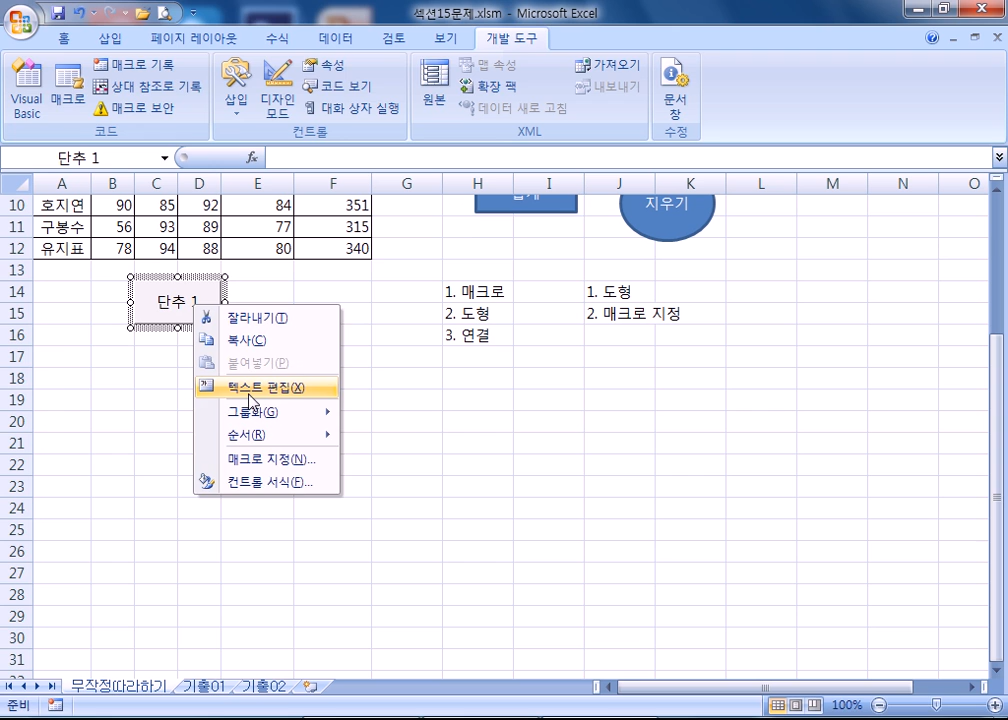 섹션15문제.xlsm - Microsoft Excel
홈 삽입 페이지 레이아웃 수식 데이터 검토 보기 개발 도구
Visual Basic
매크로
매크로 기록
상대 참조로 기록
매크로 보안
코드
삽입
디자인 모드
속성
코드 보기
대화 상자 실행
컨트롤
원본
맵 속성
확장 팩
데이터 새로 고침
가져오기
내보내기
XML
문서 창
수정
단추 1
fx
A B C D E F G H I J K L M N O
10 호지연 90 85 92 84 351
지우기
11 구봉수 56 93 89 77 315
12 유지표 78 94 88 80 340
13
단추 1
14 1. 매크로 1. 도형
15 2. 도형 2. 매크로 지정
16 3. 연결
17
18
19
20
21
22
23
24
25
26
27
28
29
30
31
잘라내기(T)
복사(C)
붙여넣기(P)
텍스트 편집(X)
그룹화(G)
순서(R)
매크로 지정(N)...
컨트롤 서식(F)...
무작정따라하기 기출01 기출02
준비
100%